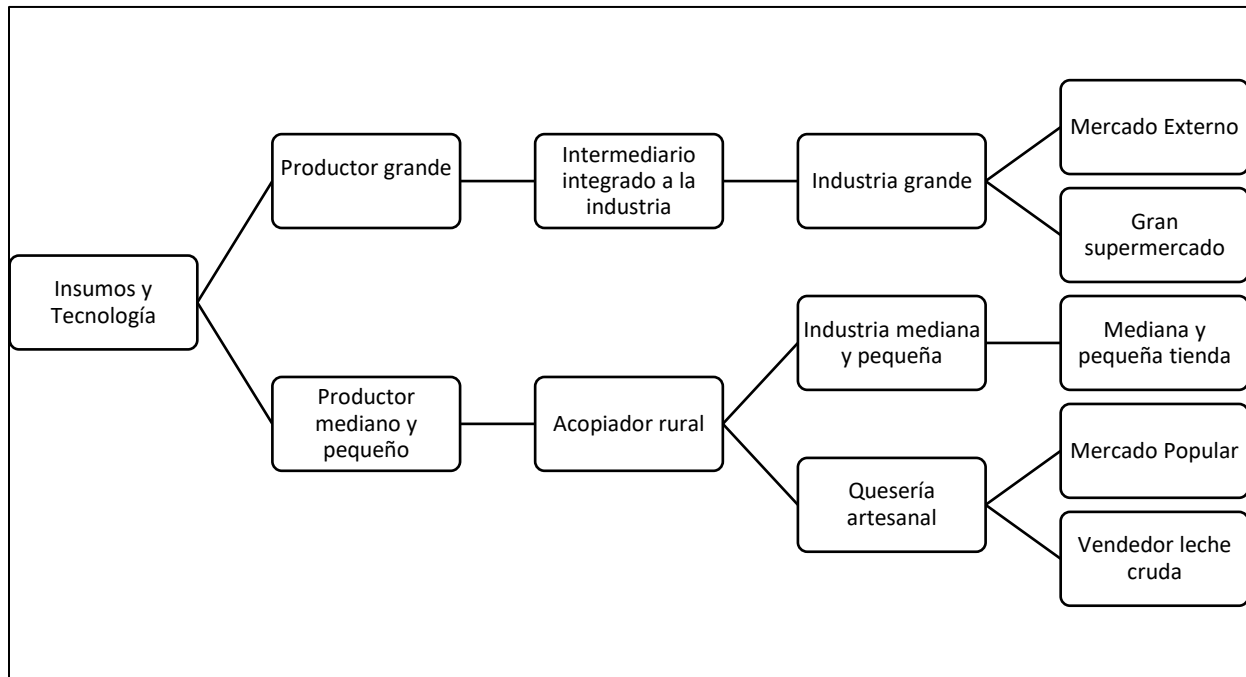 Insumos y
Tecnología
Productor grande
Intermediario
integrado a la
industria
Industria grande
Mercado Externo
Gran
supermercado
Productor
mediano y
pequeño
Acopiador rural
Industria mediana
y pequeña
Mediana y
pequeña tienda
Quesería
artesanal
Mercado Popular
Vendedor leche
cruda